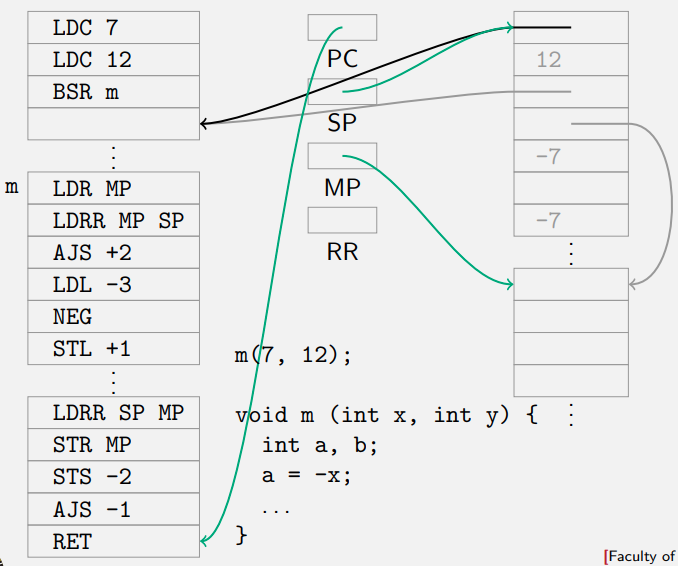 LDC 7
LDC 12
BSR m
⋮
m
LDR MP
LDRR MP SP
AJS +2
LDL -3
NEG
STL +1
⋮
LDRR SP MP
STR MP
STS -2
AJS -1
RET
PC
SP
MP
RR
m(7, 12);
void m (int x, int y) {
int a, b;
a = -x;
...
}
12
-7
-7
⋮
⋮
[Faculty of